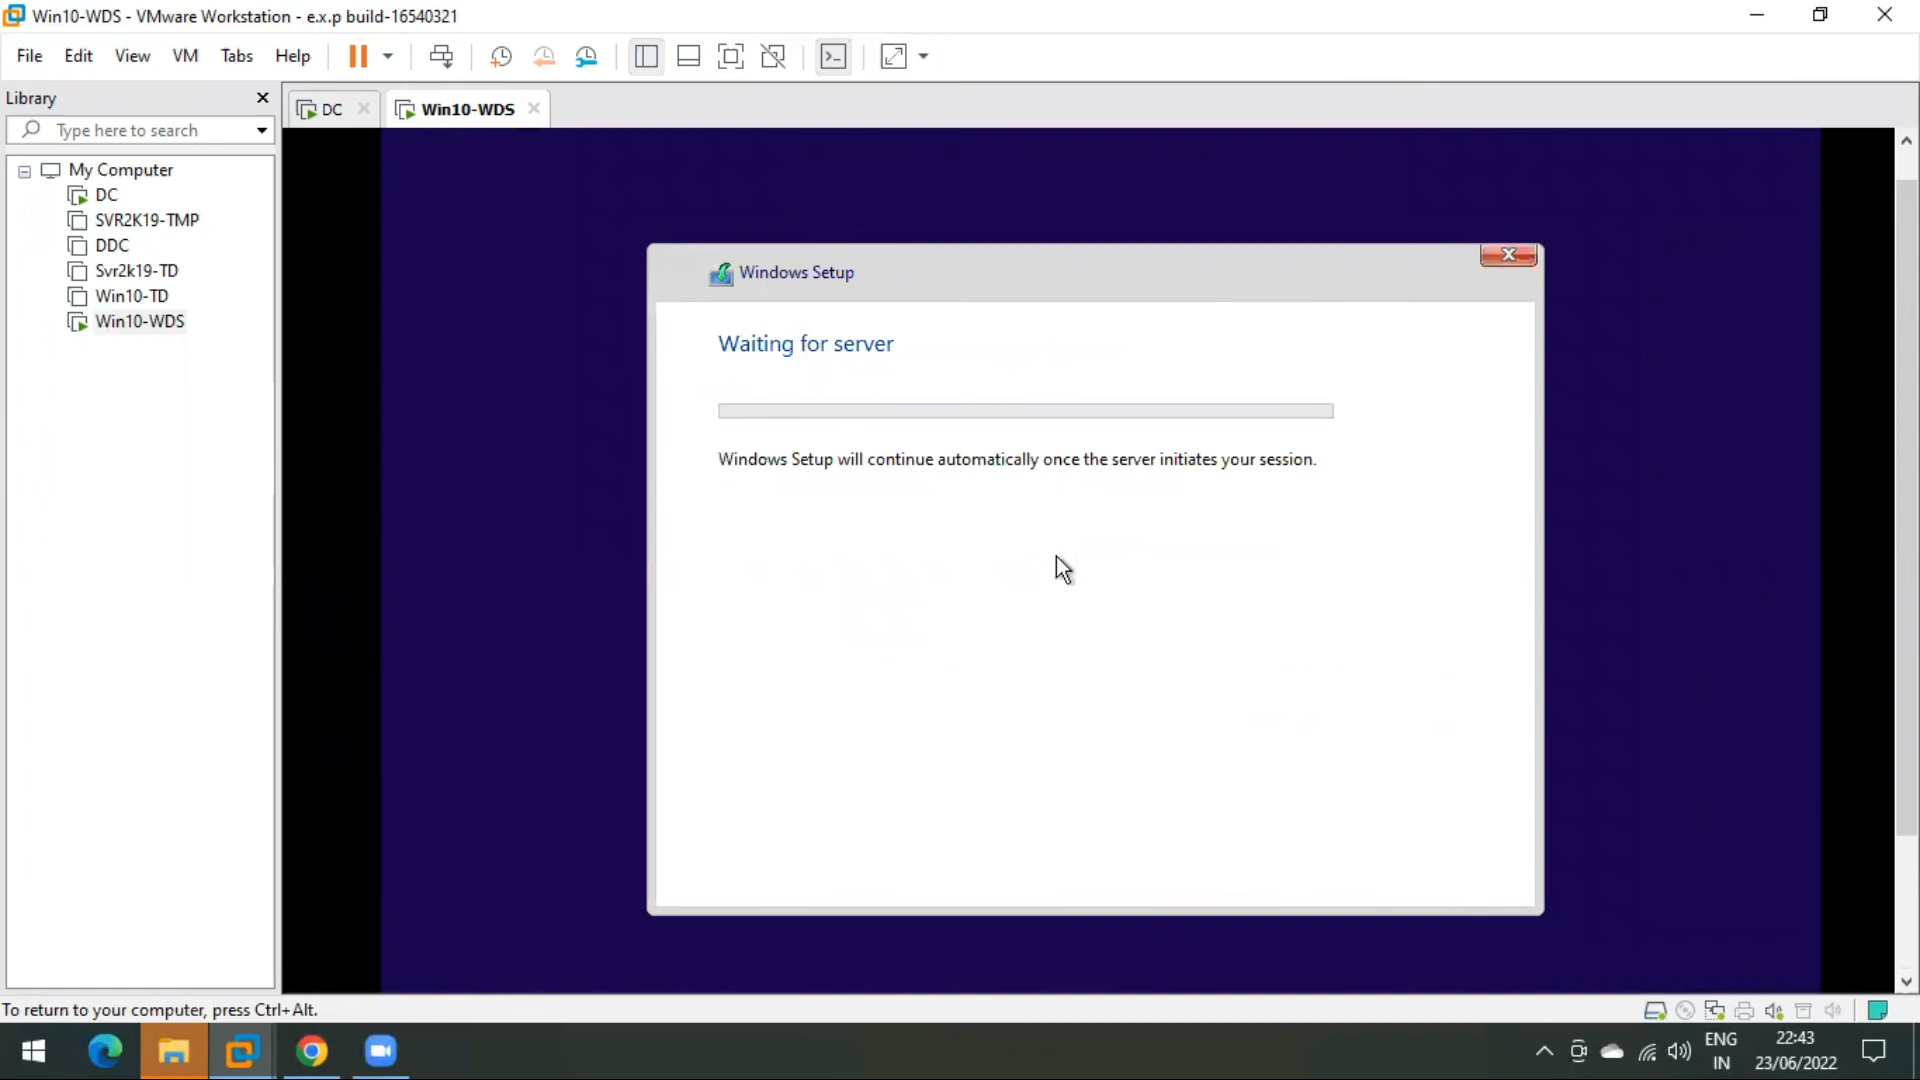 Win10-WDS - VMware Workstation - e.x.p build-16540321
File Edit View VM Tabs Help
Library
Type here to search
My Computer
DC
SVR2K19-TMP
DDC
Svr2k19-TD
Win10-TD
Win10-WDS
DC Win10-WDS
Windows Setup
X
Waiting for server
Windows Setup will continue automatically once the server initiates your session.
To return to your computer, press Ctrl+Alt.
ENG
IN
22:43
23/06/2022